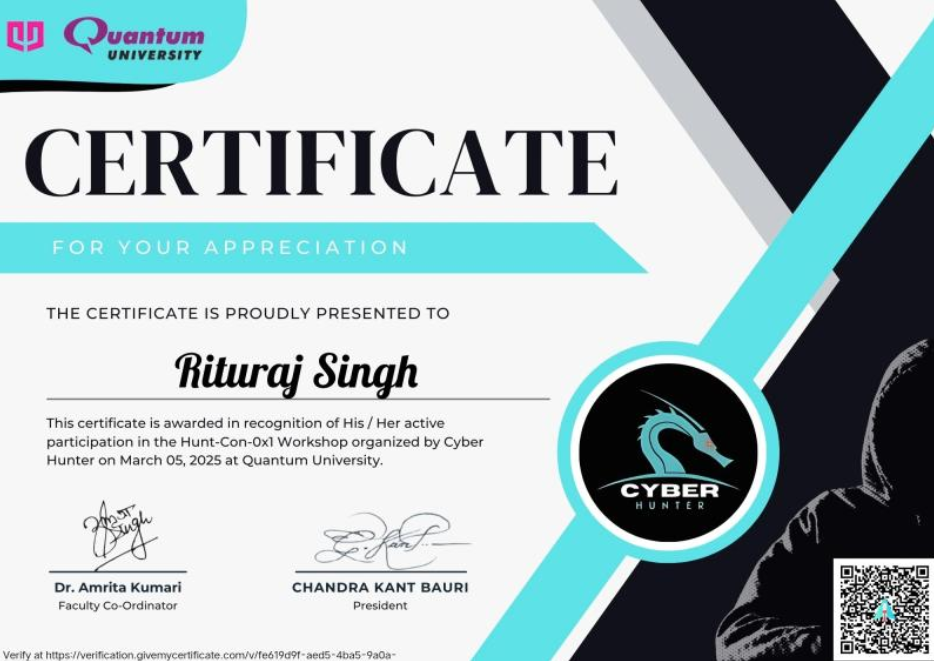 Quantum
UNIVERSITY
CERTIFICATE
FOR YOUR APPRECIATION
THE CERTIFICATE IS PROUDLY PRESENTED TO
Rituraj Singh
This certificate is awarded in recognition of His / Her active
participation in the Hunt-Con-0x1 Workshop organized by Cyber
Hunter on March 05, 2025 at Quantum University.
CYBER
HUNTER
Singh
C. Kant
Dr. Amrita Kumari
Faculty Co-Ordinator
CHANDRA KANT BAURI
President
Verify at https://verification.givemycertificate.com/v/fe619d9f-aed5-4ba5-9a0a-